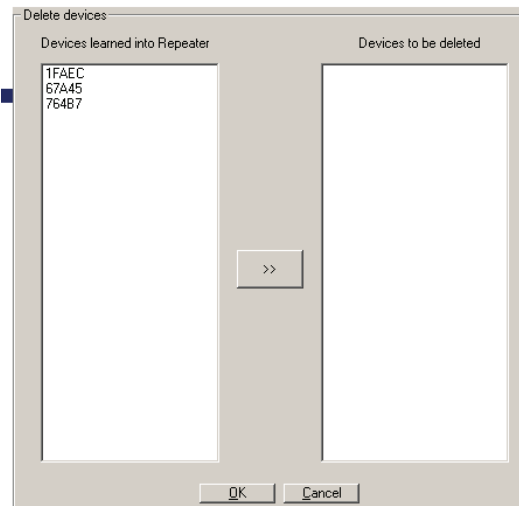 Delete devices
Devices learned into Repeater
Devices to be deleted
1FAEC
67A45
764B7
>>
OK
Cancel